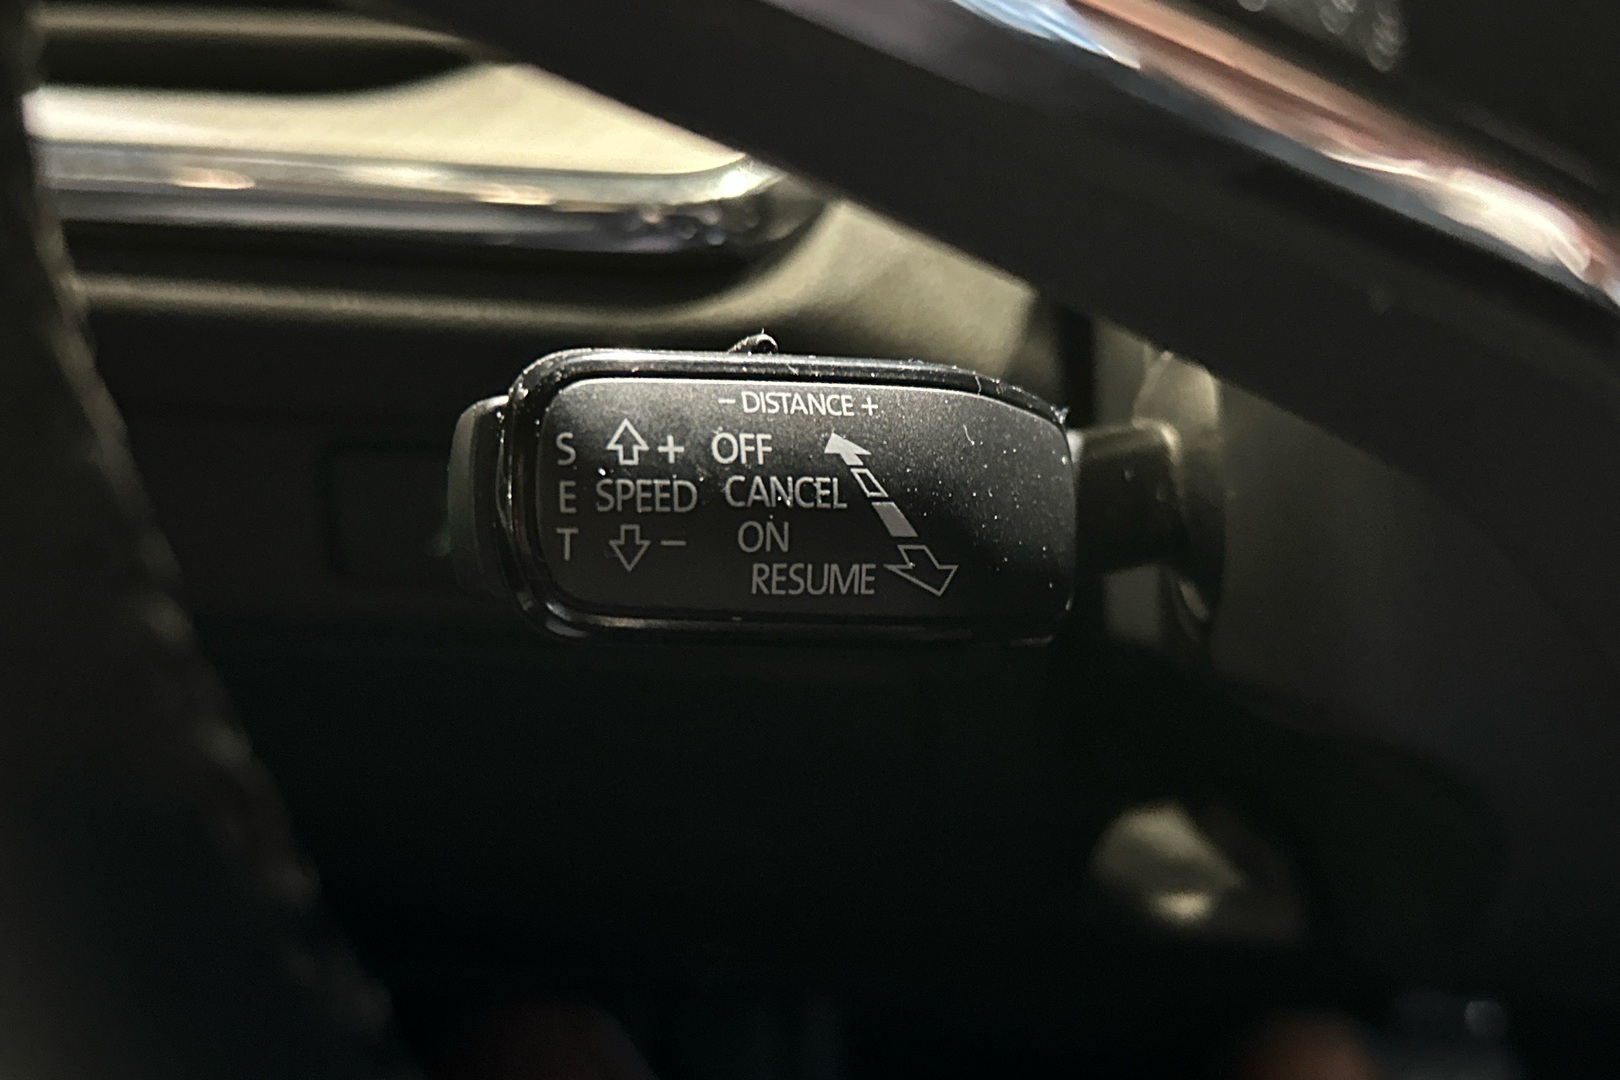 − DISTANCE +
S + OFF
E SPEED CANCEL
T − ON
RESUME